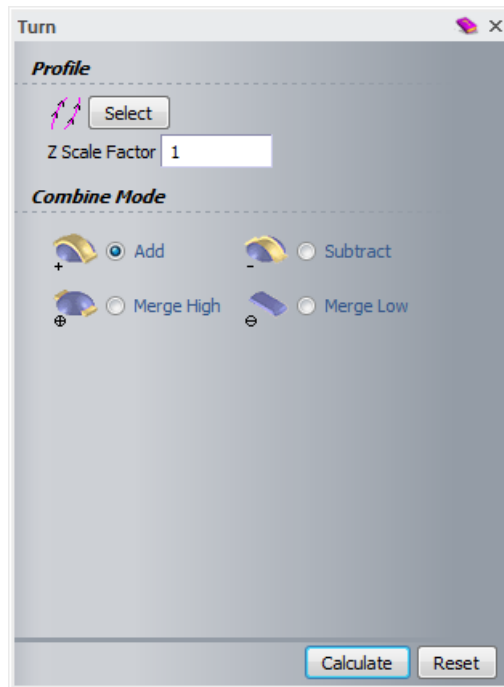 Turn
Profile
Select
Z Scale Factor 1
Combine Mode
Add Subtract
Merge High Merge Low
Calculate Reset